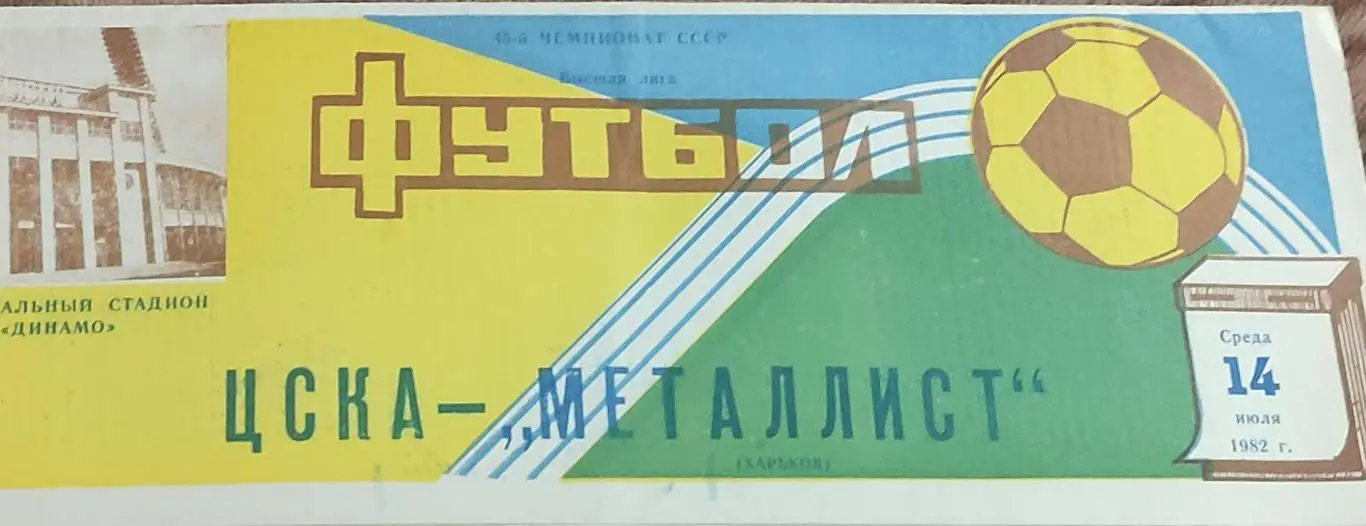 45-й ЧЕМПИОНАТ СССР
Высшая лига
ФУТБОЛ
АЛЬНЫЙ СТАДИОН
«ДИНАМО»
ЦСКА — „МЕТАЛЛИСТ“
(ХАРЬКОВ)
Среда
14
июля
1982 г.